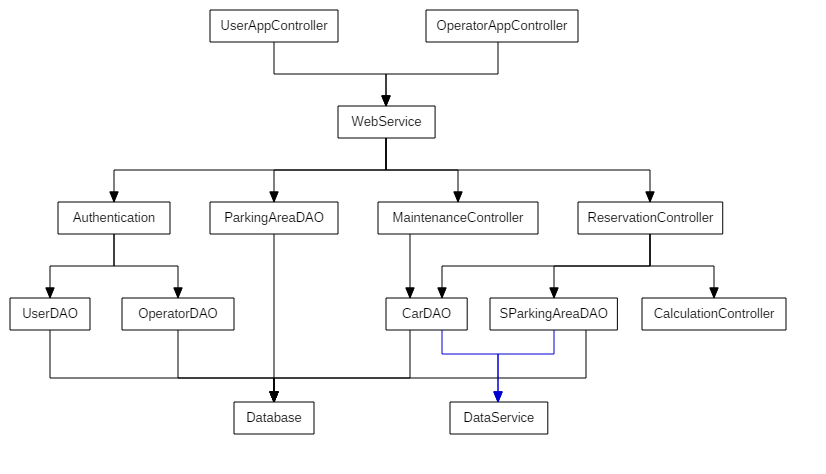 UserAppController
OperatorAppController
WebService
Authentication
ParkingAreaDAO
MaintenanceController
ReservationController
UserDAO
OperatorDAO
CarDAO
SParkingAreaDAO
CalculationController
Database
DataService